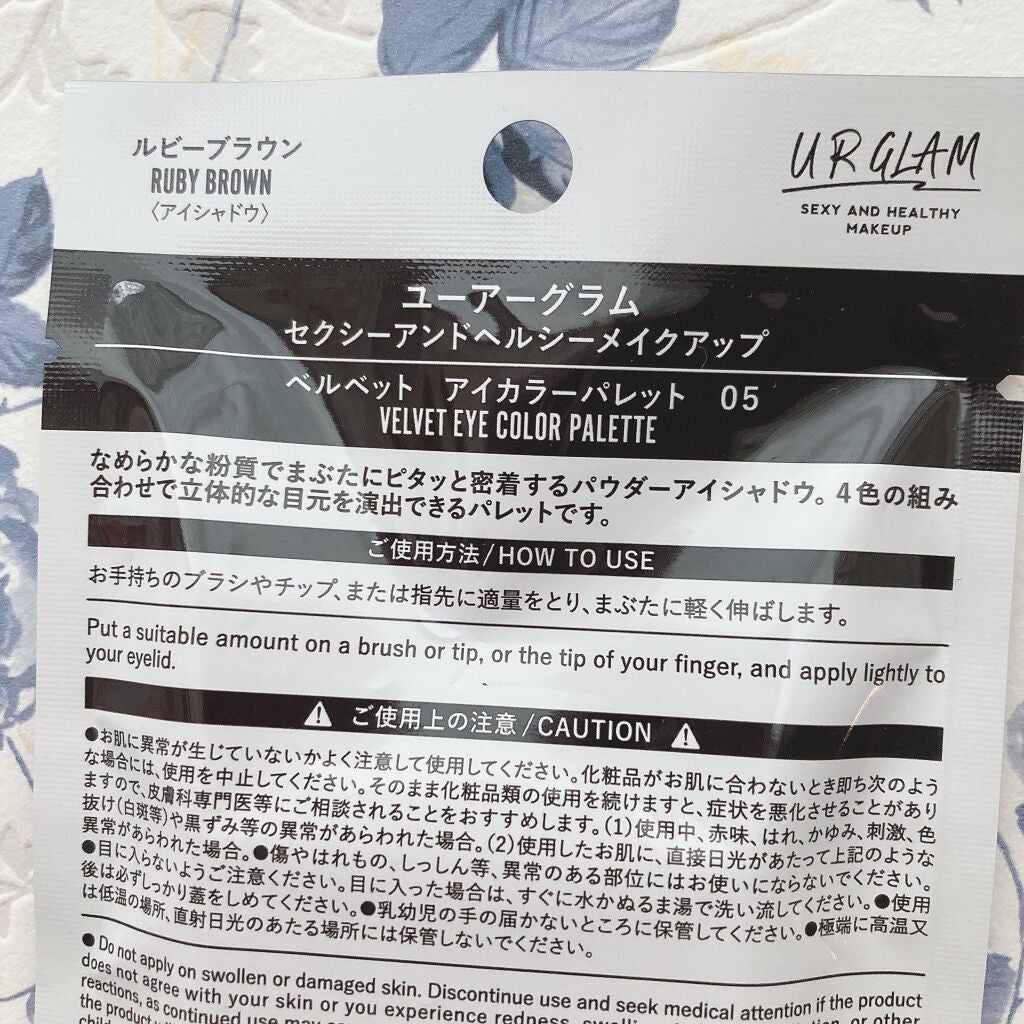 ルビーブラウン
RUBY BROWN
〈アイシャドウ〉
URGLAM
SEXY AND HEALTHY
MAKEUP
ユーアーグラム
セクシーアンドヘルシーメイクアップ
ベルベット アイカラーパレット 05
VELVET EYE COLOR PALETTE
なめらかな粉質でまぶたにピタッと密着するパウダーアイシャドウ。4色の組み
合わせで立体的な目元を演出できるパレットです。
ご使用方法/HOW TO USE
お手持ちのブラシやチップ、または指先に適量をとり、まぶたに軽く伸ばします。
Put a suitable amount on a brush or tip, or the tip of your finger, and apply lightly to
your eyelid.
⚠ ご使用上の注意/CAUTION ⚠
●お肌に異常が生じていないかよく注意して使用してください。化粧品がお肌に合わないとき即ち次のよう
な場合には、使用を中止してください。そのまま化粧品類の使用を続けますと、症状を悪化させることがあり
ますので、皮膚科専門医等にご相談されることをおすすめします。(1)使用中、赤味、はれ、かゆみ、刺激、色
抜け(白斑等)や黒ずみ等の異常があらわれた場合。(2)使用したお肌に、直接日光があたって上記のような
異常があらわれた場合。●傷やはれもの、しっしん等、異常のある部位にはお使いにならないでください。
●目に入らないようご注意ください。目に入った場合は、すぐに水かぬるま湯で洗い流してください。●使用
後は必ずしっかり蓋をしめてください。●乳幼児の手の届かないところに保管してください。●極端に高温又
は低温の場所、直射日光のあたる場所には保管しないでください。
● Do not apply on swollen or damaged skin. Discontinue use and seek medical attention if the product
does not agree with your skin or you experience redness, or other
reactions, as continued use may
the product